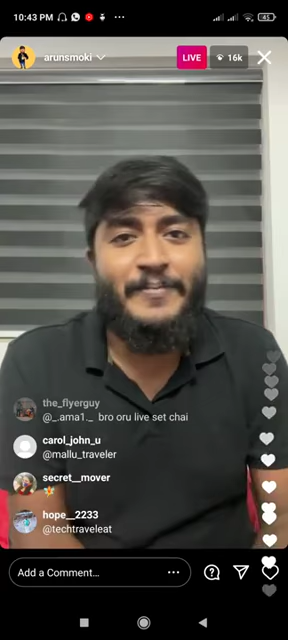 10:43 PM
45
arunsmoki
LIVE
16k
the_flyerguy
@_.ama1._ bro oru live set chai
carol_john_u
@mallu_traveler
secret__mover
hope__2233
@techtraveleat
Add a Comment...